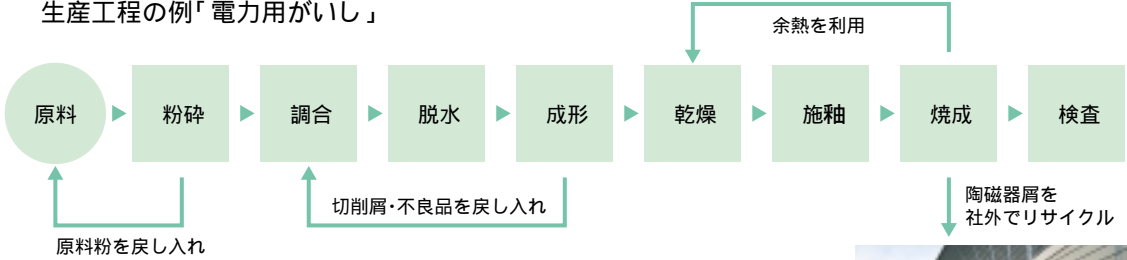 生産工程の例「電力用がいし」
余熱を利用
原料
粉砕
調合
脱水
成形
乾燥
施釉
焼成
検査
切削屑・不良品を戻し入れ
原料粉を戻し入れ
陶磁器屑を
社外でリサイクル